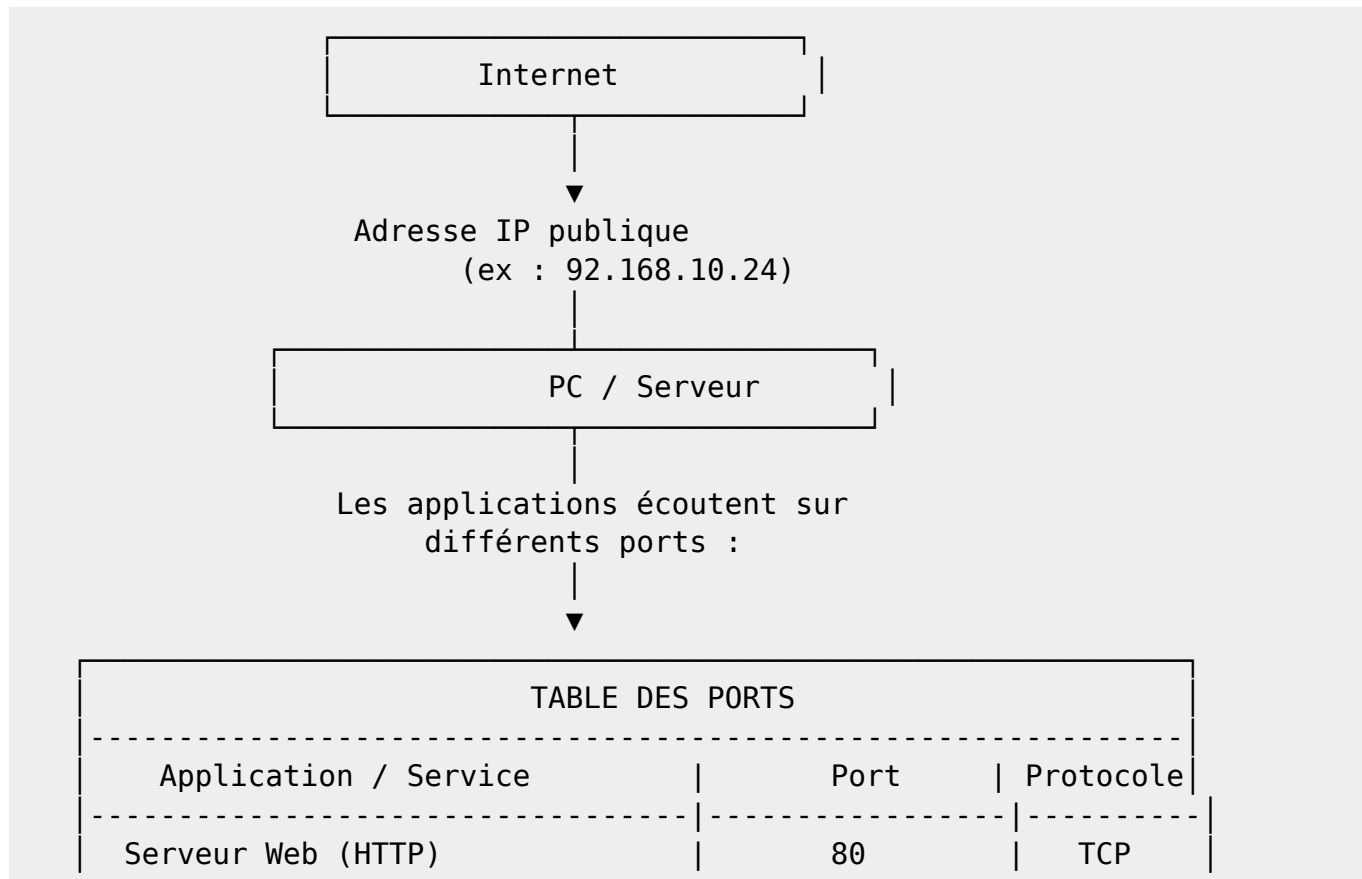 Internet
Adresse IP publique
(ex : 92.168.10.24)
PC / Serveur
Les applications écoutent sur
différents ports :
TABLE DES PORTS
|--------------------------------------------------------------|
Application / Service | Port | Protocole|
|----------------------------------|-----------------|----------|
Serveur Web (HTTP) | 80 | TCP